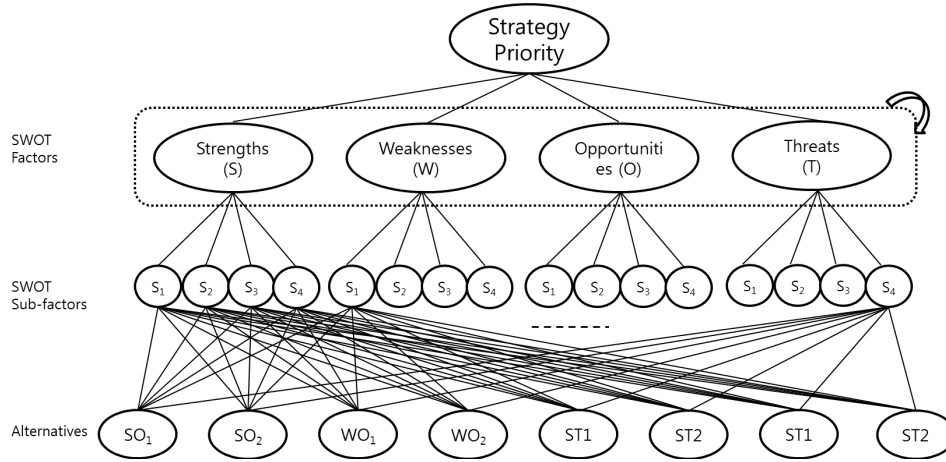 Strategy
Priority
SWOT
Factors
Strengths
(S)
Weaknesses
(W)
Opportuniti
es (O)
Threats
(T)
SWOT
Sub-factors
S₁ S₂ S₃ S₄ S₁ S₂ S₃ S₄ S₁ S₂ S₃ S₄ S₁ S₂ S₃ S₄
Alternatives
SO₁ SO₂ WO₁ WO₂ ST1 ST2 ST1 ST2